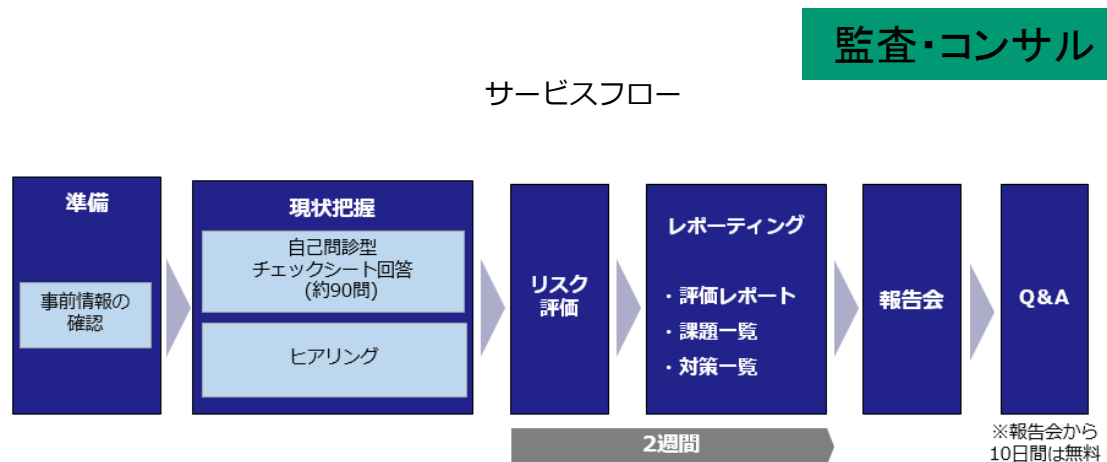 監査・コンサル
サービスフロー
準備
事前情報の
確認
現状把握
自己問診型
チェックシート回答
(約90問)
ヒアリング
リスク
評価
レポーティング
・評価レポート
・課題一覧
・対策一覧
報告会
Q&A
2週間
※報告会から
10日間は無料